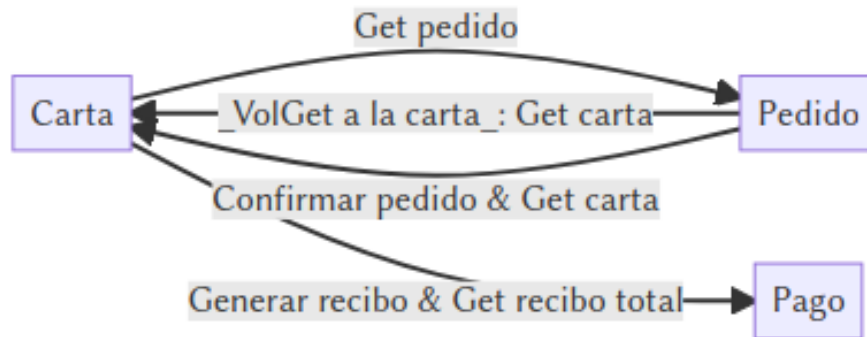 Get pedido
Carta
_VolGet a la carta_: Get carta
Pedido
Confirmar pedido & Get carta
Generar recibo & Get recibo total
Pago